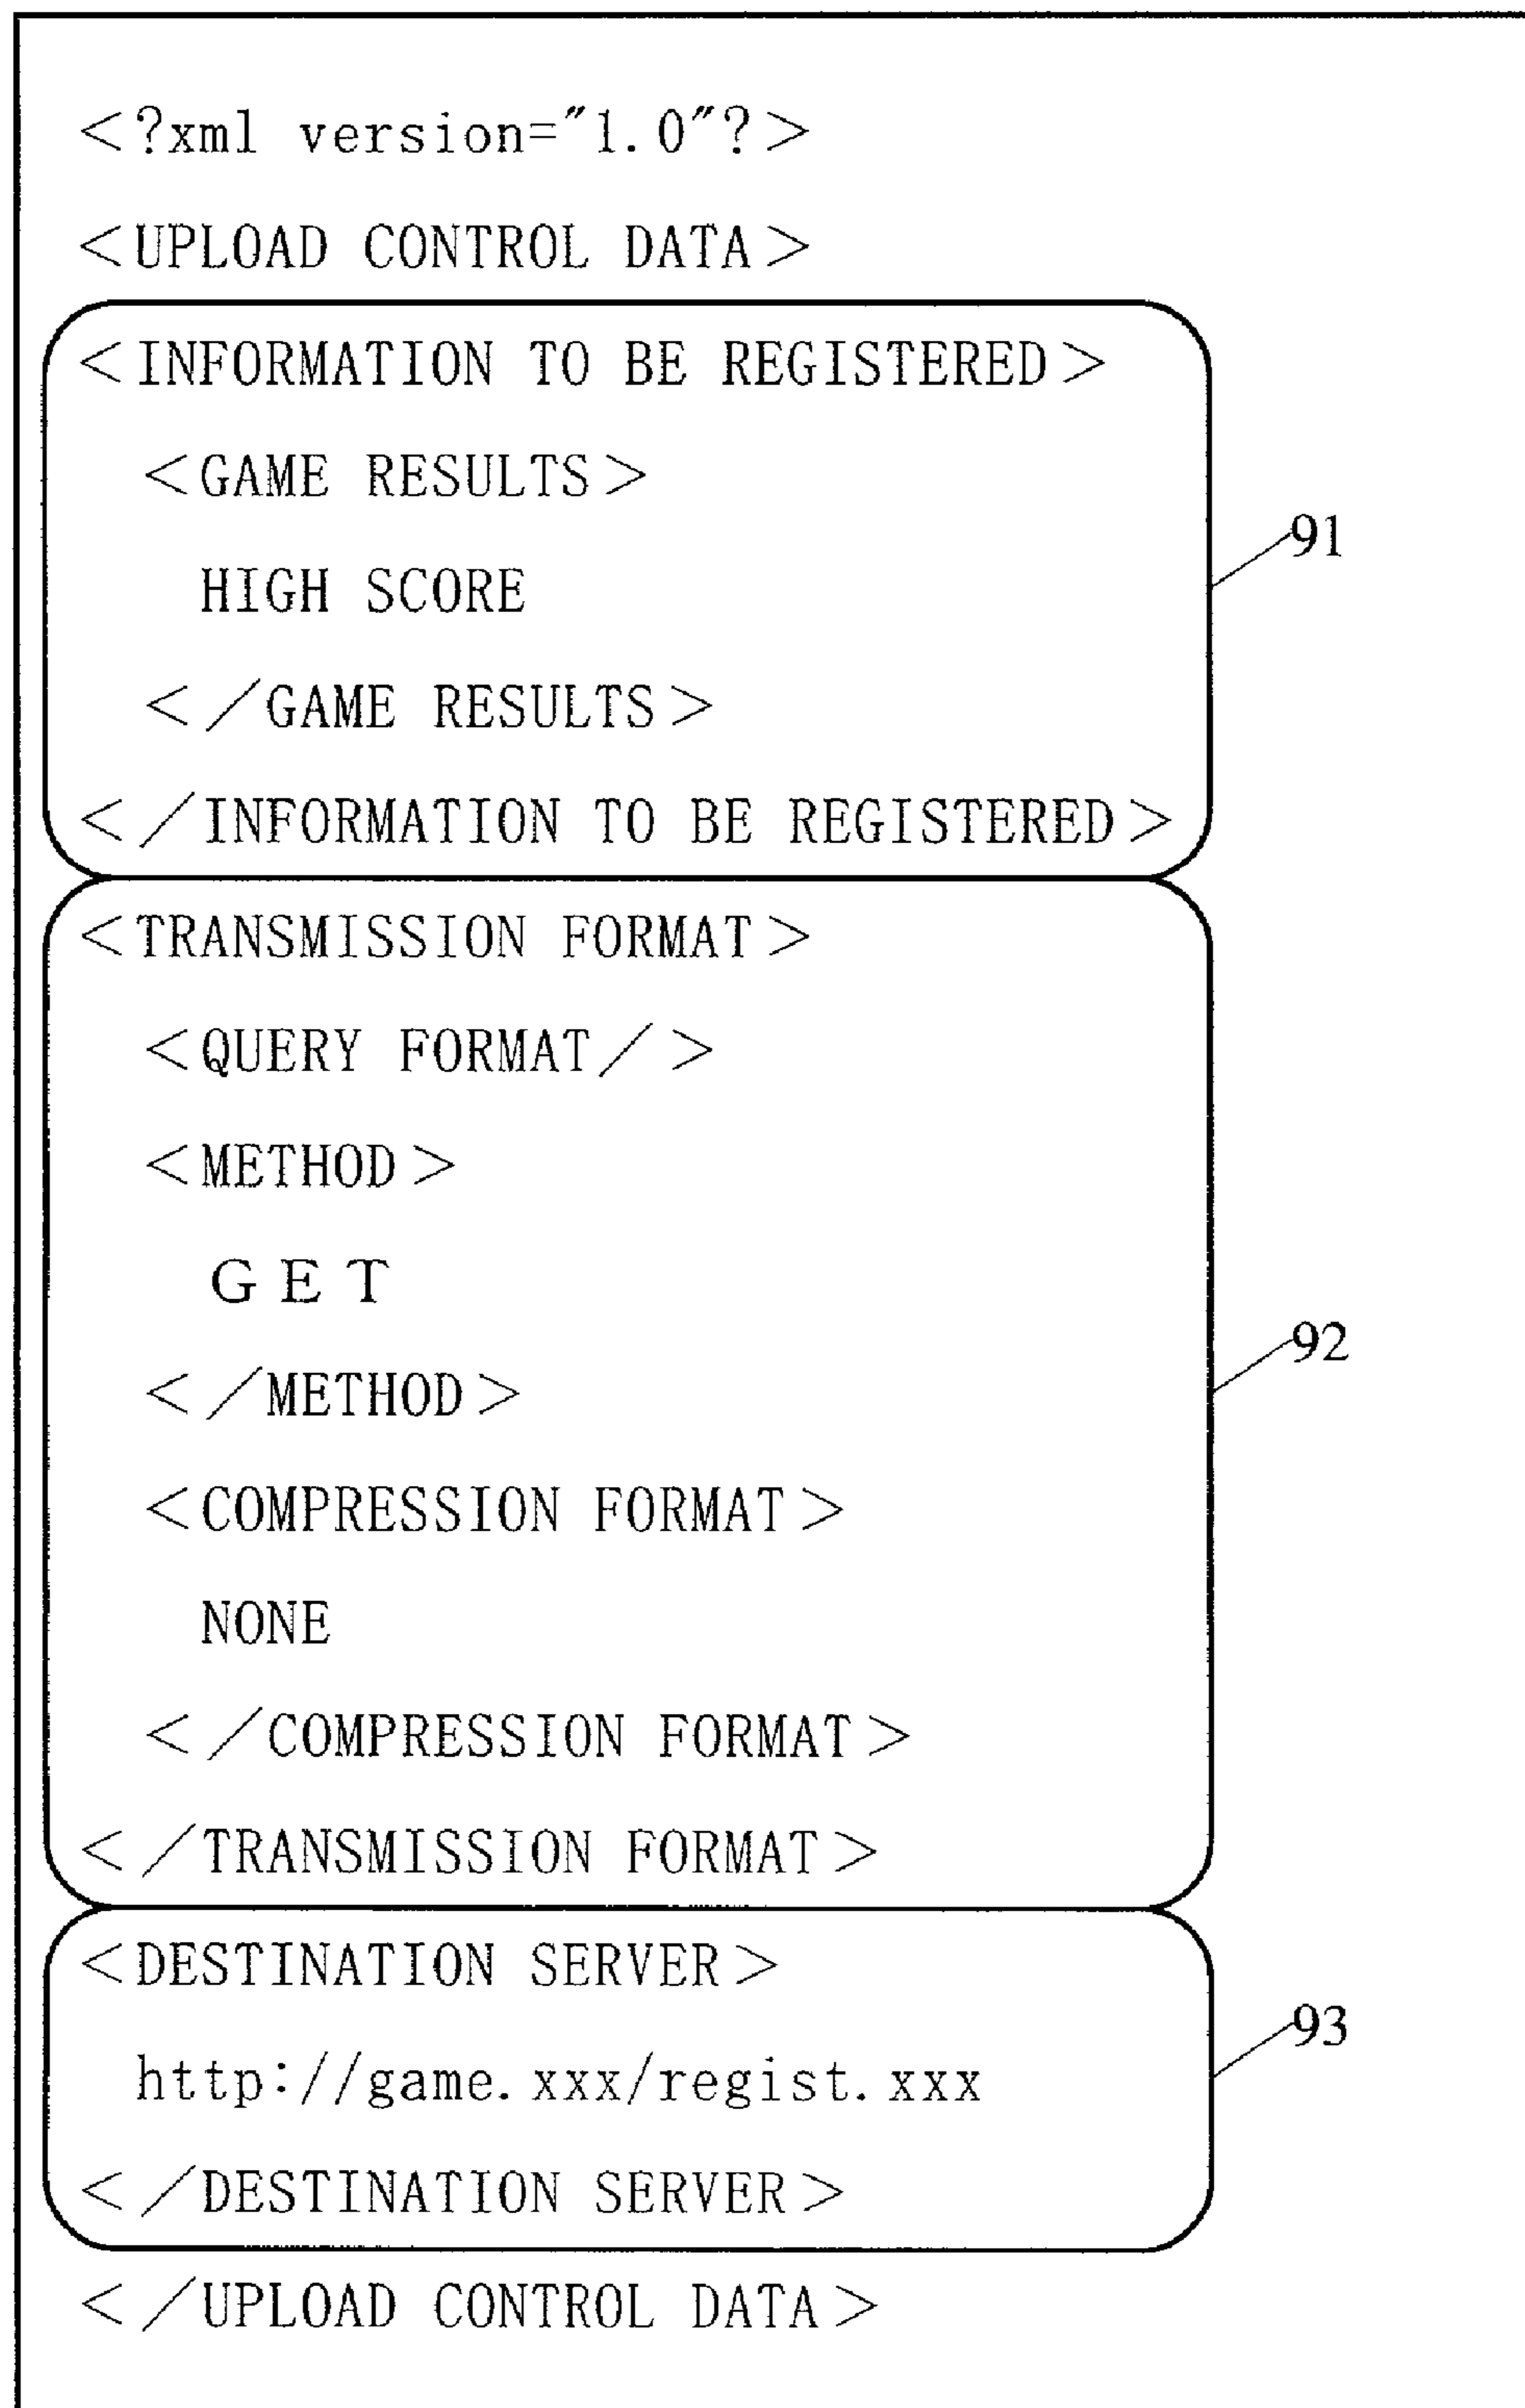 <?xml version="1.0"?>
<UPLOAD CONTROL DATA>
<INFORMATION TO BE REGISTERED>
<GAME RESULTS>
HIGH SCORE
</GAME RESULTS>
91
</INFORMATION TO BE REGISTERED>
<TRANSMISSION FORMAT>
<QUERY FORMAT/>
<METHOD>
GET
</METHOD>
92
<COMPRESSION FORMAT>
NONE
</COMPRESSION FORMAT>
</TRANSMISSION FORMAT>
<DESTINATION SERVER>
http://game.xxx/regist.xxx
</DESTINATION SERVER>
93
</UPLOAD CONTROL DATA>